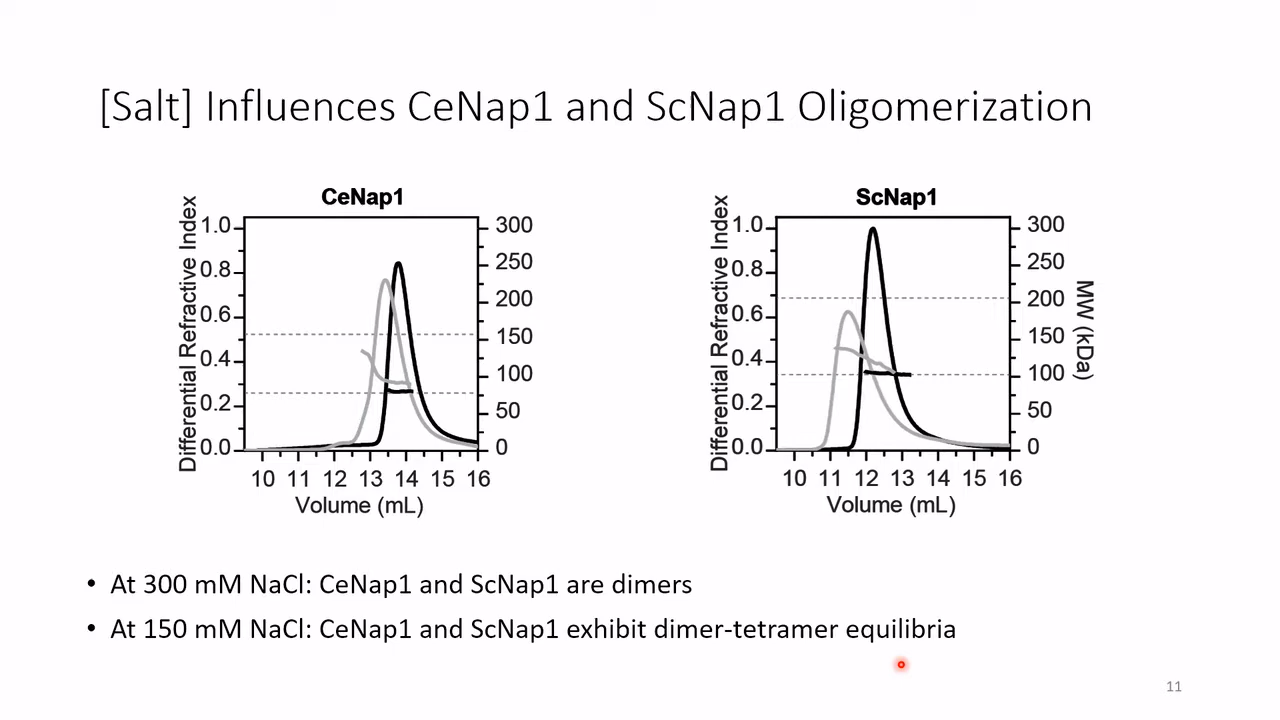 [Salt] Influences CeNap1 and ScNap1 Oligomerization
CeNap1
Differential Refractive Index
1.0
0.8
0.6
0.4
0.2
0.0
300
250
200
150
100
50
0
10 11 12 13 14 15 16
Volume (mL)
ScNap1
Differential Refractive Index
1.0
0.8
0.6
0.4
0.2
0.0
300
250
200
150
100
50
0
MW (kDa)
10 11 12 13 14 15 16
Volume (mL)
• At 300 mM NaCl: CeNap1 and ScNap1 are dimers
• At 150 mM NaCl: CeNap1 and ScNap1 exhibit dimer-tetramer equilibria
11